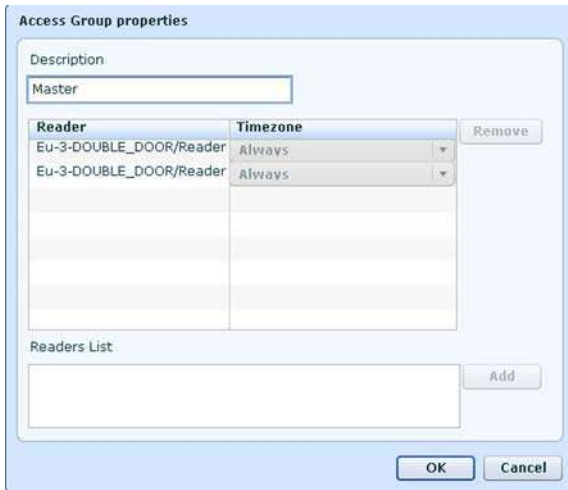 Access Group properties
Description
Master
Reader Timezone
Remove
Eu-3-DOUBLE_DOOR/Reader Always
Eu-3-DOUBLE_DOOR/Reader Always
Readers List
Add
OK Cancel